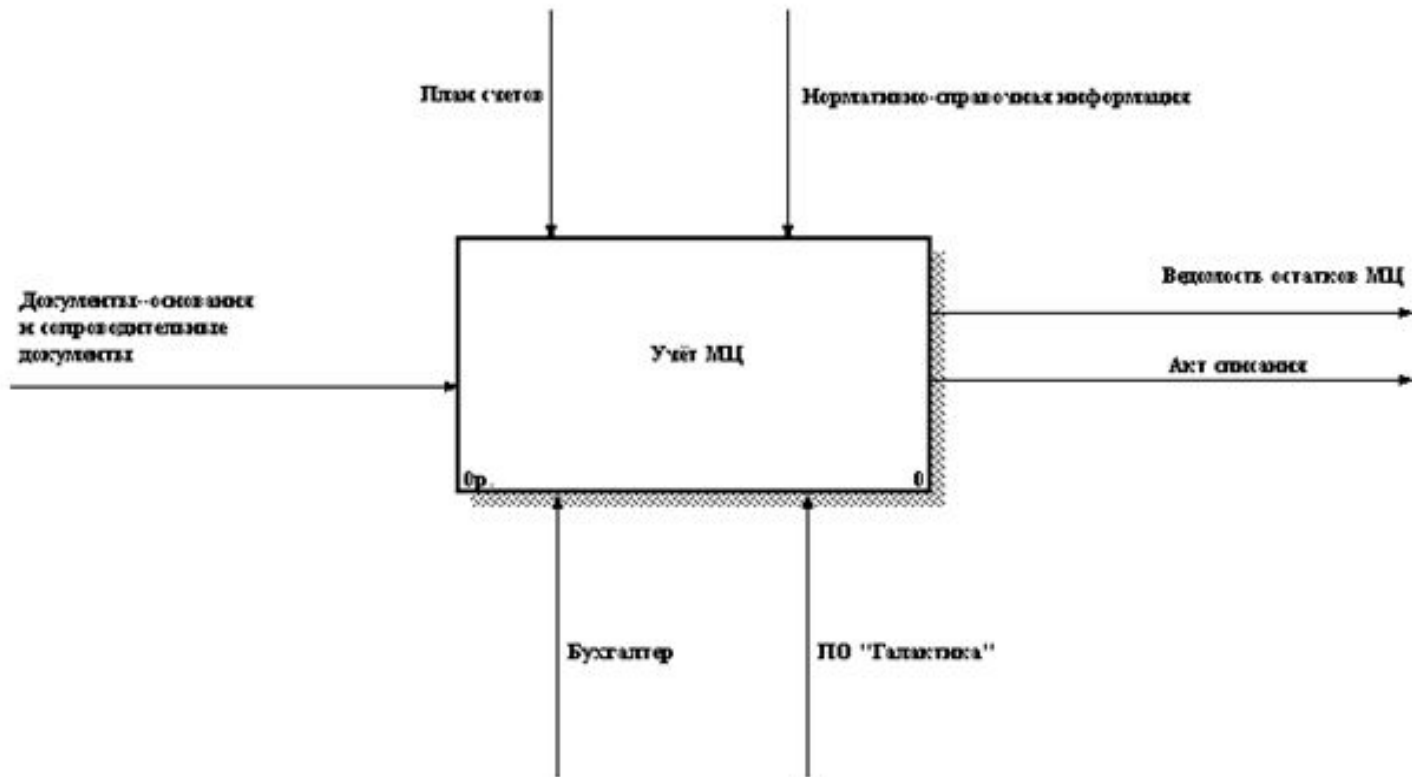 План счетов
Нормативно-справочная информация
Ведомость остатков МЦ
Документы--основания
и сопроводительные
документы
Учёт МЦ
Акт списания
0р.
0
Бухгалтер
ПО "Галактика"